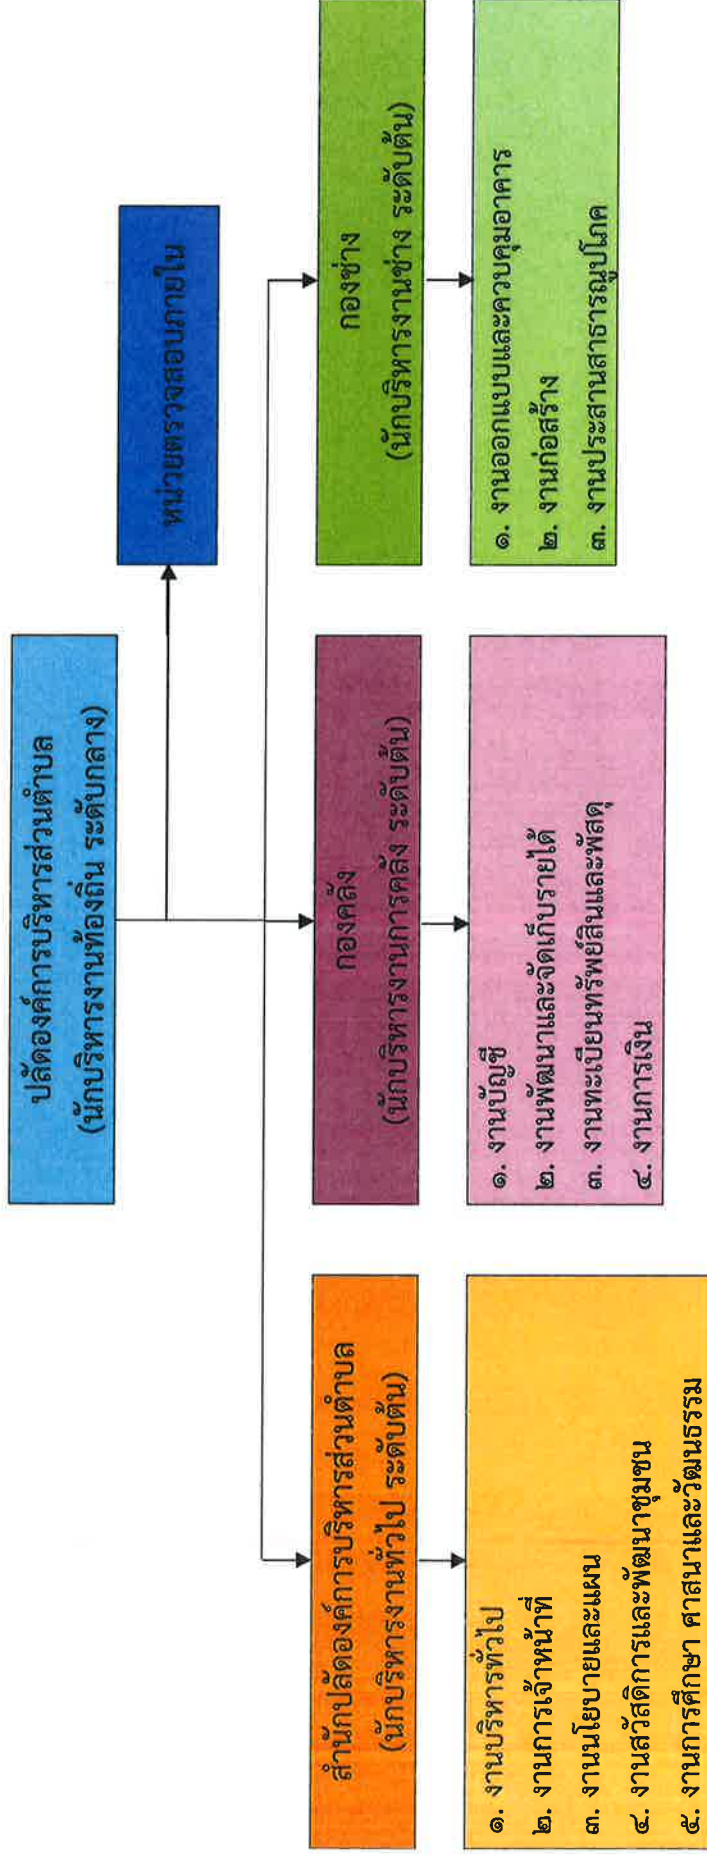 ปลัดองค์การบริหารส่วนตำบล
(นักบริหารงานท้องถิ่น ระดับกลาง)
หน่วยตรวจสอบภายใน
สำนักปลัดองค์การบริหารส่วนตำบล
(นักบริหารงานทั่วไป ระดับต้น)
๑. งานบริหารทั่วไป
๒. งานการเจ้าหน้าที่
๓. งานนโยบายและแผน
๔. งานสวัสดิการและพัฒนาชุมชน
๕. งานการศึกษา ศาสนาและวัฒนธรรม
กองคลัง
(นักบริหารงานการคลัง ระดับต้น)
๑. งานบัญชี
๒. งานพัฒนาและจัดเก็บรายได้
๓. งานทะเบียนทรัพย์สินและพัสดุ
๔. งานการเงิน
กองช่าง
(นักบริหารงานช่าง ระดับต้น)
๑. งานออกแบบและควบคุมอาคาร
๒. งานก่อสร้าง
๓. งานประสานสาธารณูปโภค